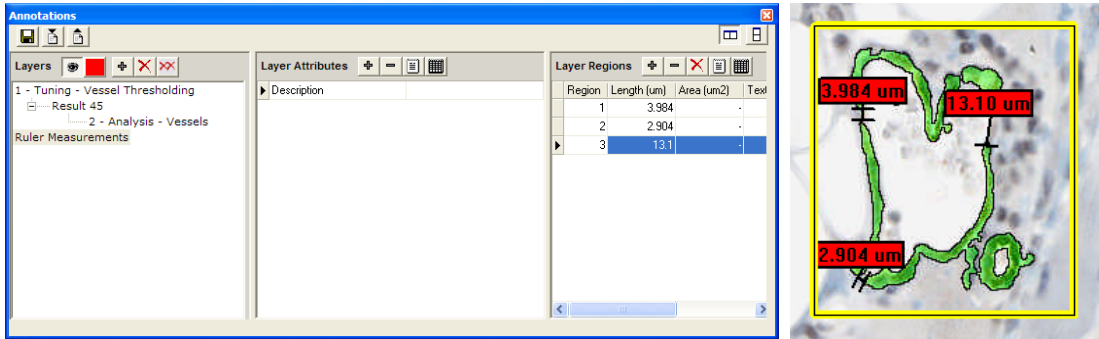 Annotations
Layers
1 - Tuning - Vessel Thresholding
Result 45
2 - Analysis - Vessels
Ruler Measurements
Layer Attributes
Description
Layer Regions
Region Length (um) Area (um2) Text
1 3.984 -
2 2.904 -
3 13.1 -
3.984 um
13.10 um
2.904 um